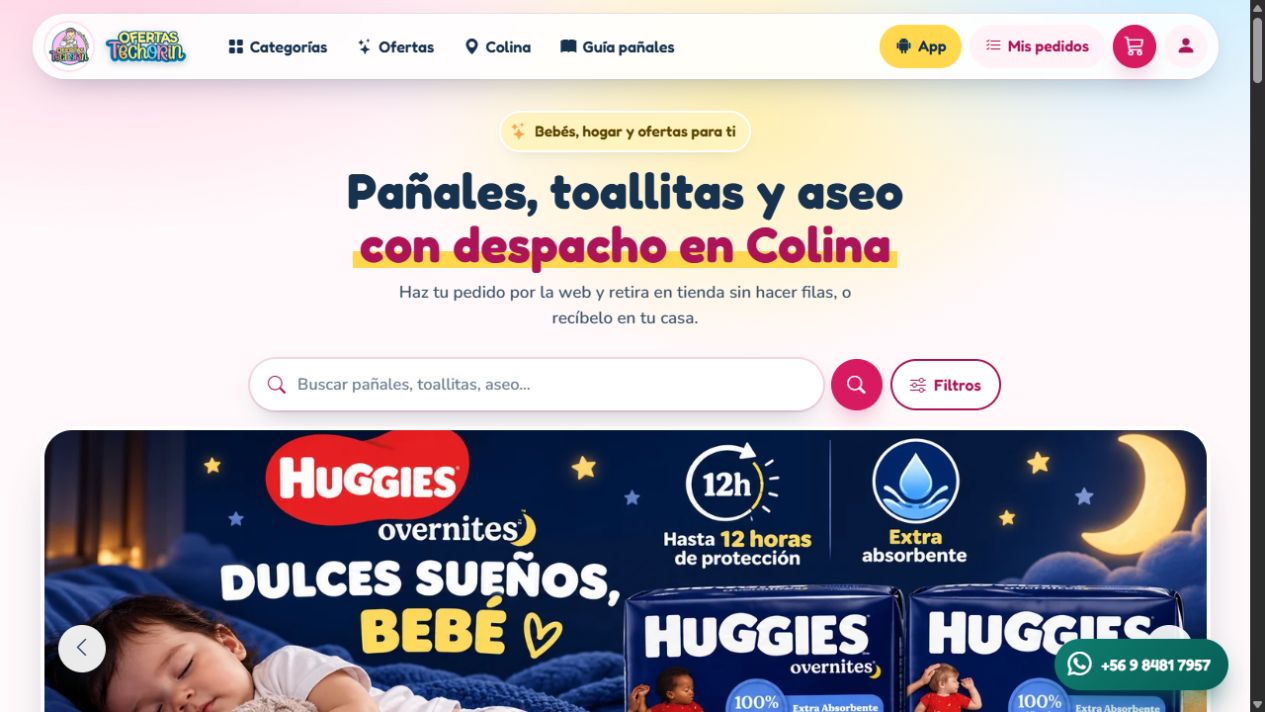 OFERTAS
TECHORIN
OFERTAS
TECHORIN
Categorías
Ofertas
Colina
Guía pañales
App
Mis pedidos
Bebés, hogar y ofertas para ti
Pañales, toallitas y aseo
con despacho en Colina
Haz tu pedido por la web y retira en tienda sin hacer filas, o
recíbelo en tu casa.
Buscar pañales, toallitas, aseo...
Filtros
HUGGIES
overnites
DULCES SUEÑOS,
BEBÉ
12h
Hasta 12 horas
de protección
Extra
absorbente
HUGGIES
overnites
100%
Extra Absorbente
HUGGIES
100%
Extra Absorbente
+56 9 8481 7957